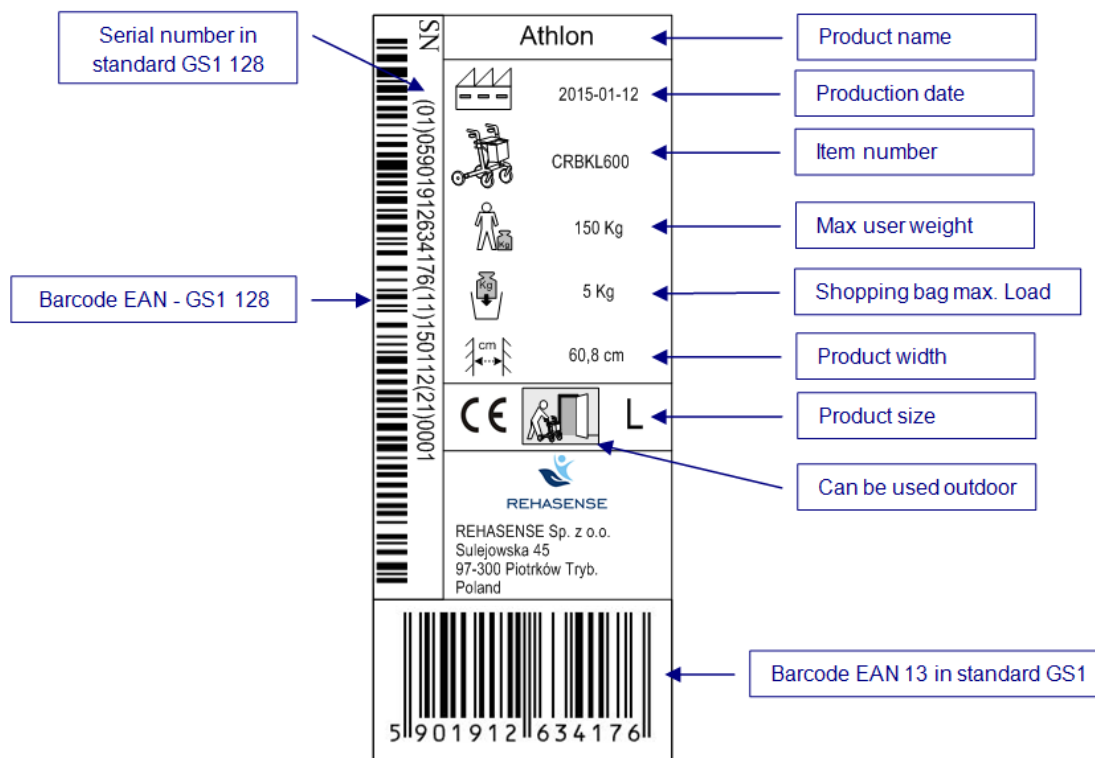 Serial number in
standard GS1 128
Barcode EAN - GS1 128
SN
(01)05901912634176(11)150112(21)0001
Athlon
2015-01-12
CRBKL600
Kg
150 Kg
Kg
5 Kg
cm
60,8 cm
CE
L
REHASENSE
REHASENSE Sp. z o.o.
Sulejowska 45
97-300 Piotrków Tryb.
Poland
5 901912 634176
Product name
Production date
Item number
Max user weight
Shopping bag max. Load
Product width
Product size
Can be used outdoor
Barcode EAN 13 in standard GS1